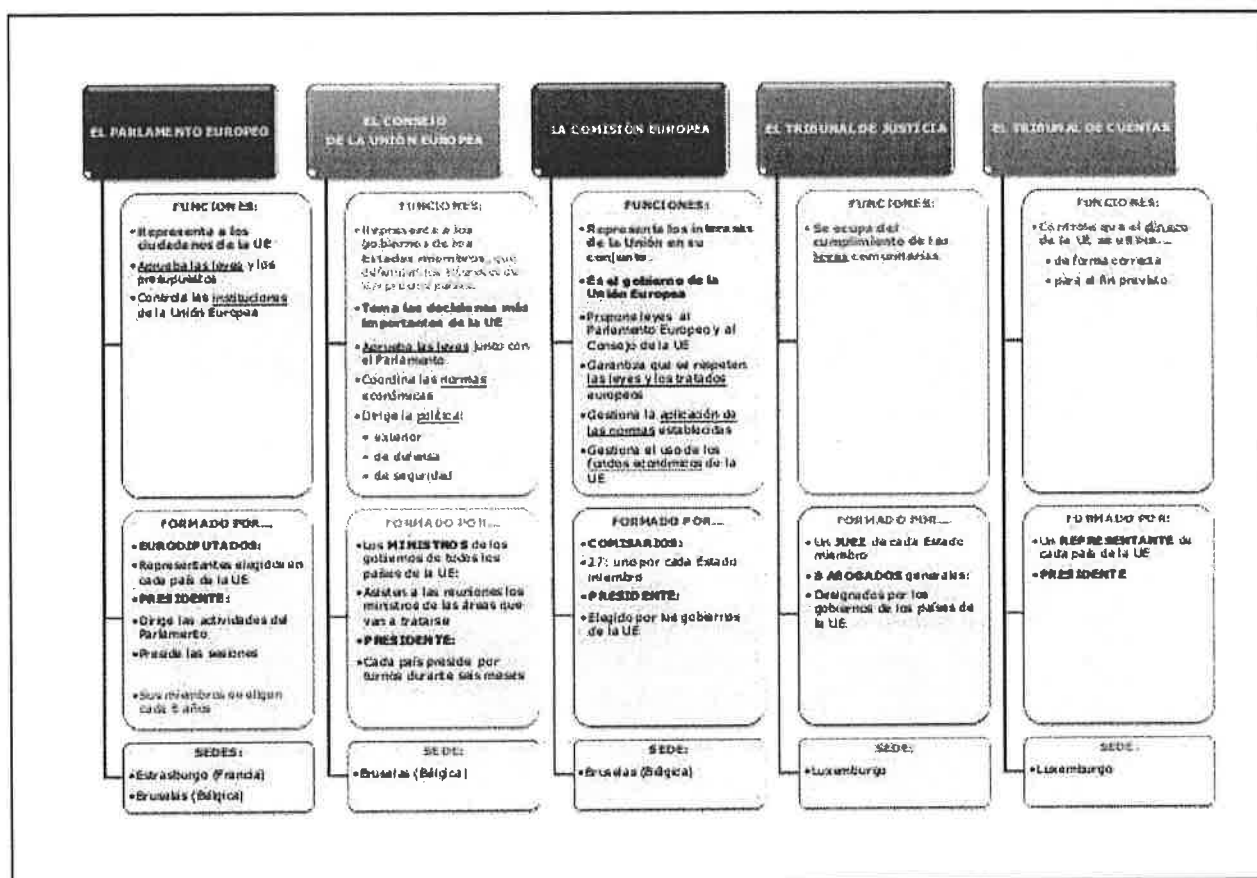 EL PARLAMENTO EUROPEO
FUNCIONES:
•Representa a los
ciudadanos de la UE
•Aprueba las leyes y los
presupuestos
•Controla las instituciones
de la Unión Europea
FORMADO POR...
•EURODIPUTADOS:
•Representantes elegidos en
cada país de la UE
•PRESIDENTE:
•Dirige las actividades del
Parlamento
•Preside las sesiones
•Sus miembros se eligen
cada 5 años
SEDES:
•Estrasburgo (Francia)
•Bruselas (Bélgica)
EL CONSEJO
DE LA UNIÓN EUROPEA
FUNCIONES:
•Representa a los
gobiernos de los
Estados miembros, que
defienden los intereses de
sus países.
•Toma las decisiones más
importantes de la UE
•Aprueba las leyes junto con
el Parlamento
•Coordina las normas
económicas
•Dirige la política:
• exterior
• de defensa
• de seguridad
FORMADO POR...
•Los MINISTROS de los
gobiernos de todos los
países de la UE:
•Asisten a las reuniones los
ministros de las áreas que
van a tratarse
•PRESIDENTE:
•Cada país preside por
turnos durante seis meses
SEDE:
•Bruselas (Bélgica)
LA COMISIÓN EUROPEA
FUNCIONES:
•Representa los intereses
de la Unión en su
conjunto.
•Es el gobierno de la
Unión Europea
•Propone leyes al
Parlamento Europeo y al
Consejo de la UE
•Garantiza que se respeten
las leyes y los tratados
europeos
•Gestiona la aplicación de
las normas establecidas
•Gestiona el uso de los
fondos económicos de la
UE
FORMADO POR...
•COMISARIOS:
•27: uno por cada Estado
miembro
•PRESIDENTE:
•Elegido por los gobiernos
de la UE
SEDE:
•Bruselas (Bélgica)
EL TRIBUNAL DE JUSTICIA
FUNCIONES:
•Se ocupa del
cumplimiento de las
leyes comunitarias
FORMADO POR...
•Un JUEZ de cada Estado
miembro
•8 ABOGADOS generales:
•Designados por los
gobiernos de los países de
la UE.
SEDE:
•Luxemburgo
EL TRIBUNAL DE CUENTAS
FUNCIONES:
•Controla que el dinero
de la UE se utilice....
• de forma correcta
• para el fin previsto
FORMADO POR:
•Un REPRESENTANTE de
cada país de la UE
•PRESIDENTE
SEDE:
•Luxemburgo